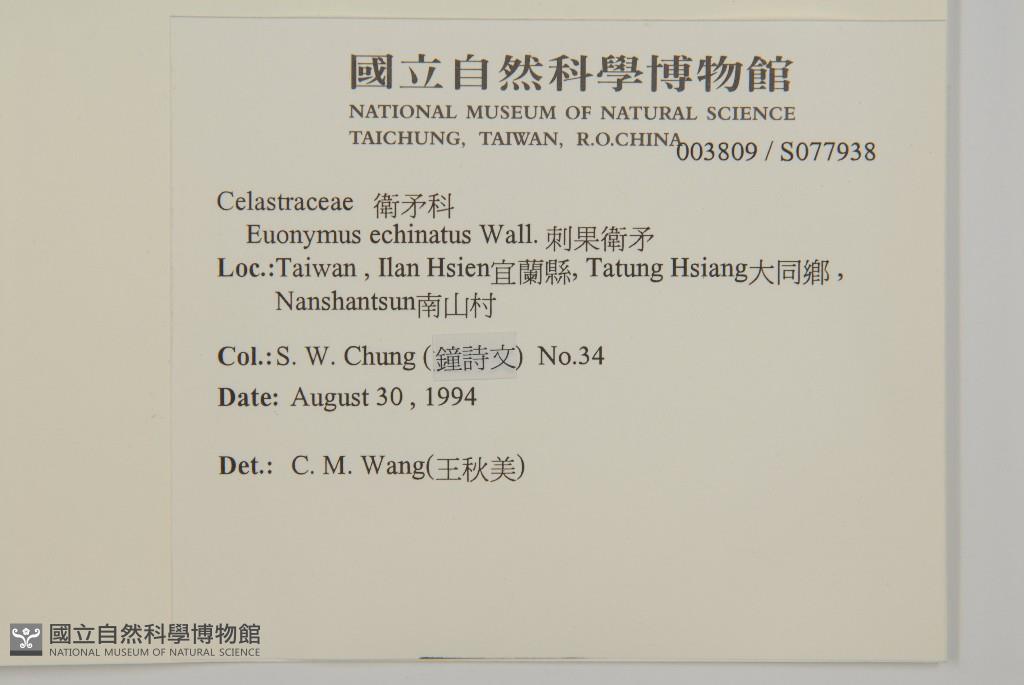 國立自然科學博物館
NATIONAL MUSEUM OF NATURAL SCIENCE
TAICHUNG, TAIWAN, R.O.CHINA
003809 / S077938
Celastraceae 衛矛科
Euonymus echinatus Wall. 刺果衛矛
Loc.:Taiwan , Ilan Hsien宜蘭縣, Tatung Hsiang大同鄉 ,
Nanshantsun南山村
Col.: S. W. Chung (鐘詩文) No.34
Date: August 30 , 1994
Det.: C. M. Wang(王秋美)
國立自然科學博物館
NATIONAL MUSEUM OF NATURAL SCIENCE